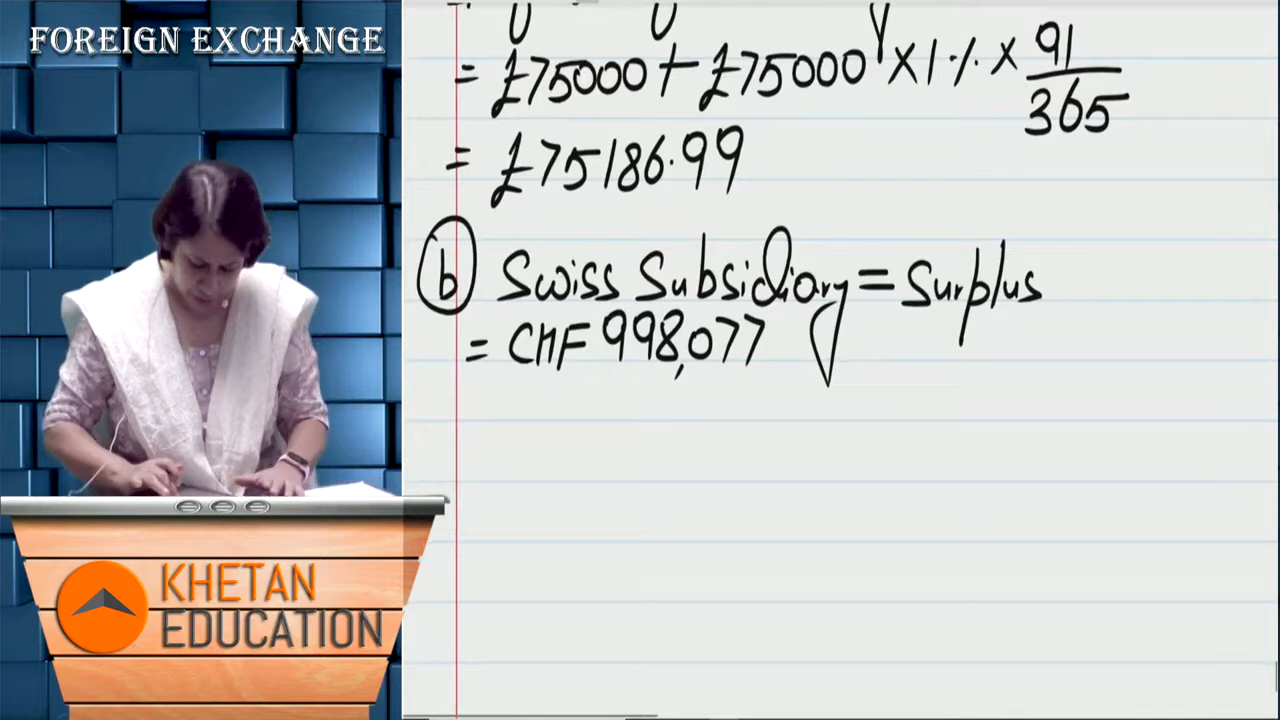 FOREIGN EXCHANGE
= £75000 + £75000 × 1% × 91/365
= £75186.99
(b) Swiss Subsidiary = Surplus
= CHF 998,077
KHETAN
EDUCATION